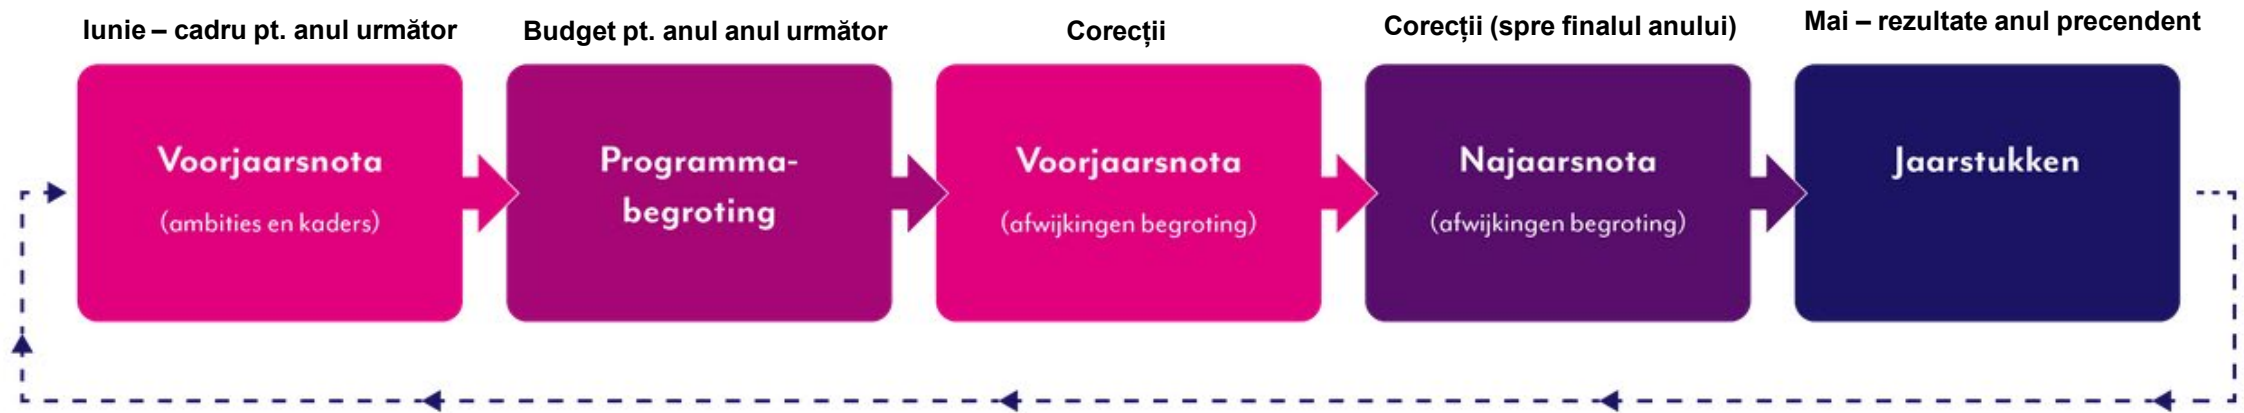 Iunie – cadru pt. anul următor
Budget pt. anul anul următor
Corecții
Corecții (spre finalul anului)
Mai – rezultate anul precendent
Voorjaarsnota
(ambities en kaders)
Programma-
begroting
Voorjaarsnota
(afwijkingen begroting)
Najaarsnota
(afwijkingen begroting)
Jaarstukken